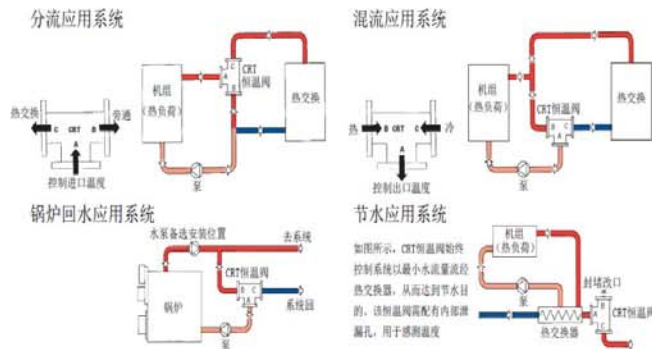 分流应用系统
混流应用系统
机组
(热负荷)
C
A
B
CRT
恒温阀
热交换
泵
热交换
旁通
C CRT B
A
控制进口温度
机组
(热负荷)
CRT恒温阀
B C
A
热交换
泵
热
冷
B CRT C
A
控制出口温度
锅炉回水应用系统
节水应用系统
水泵备选安装位置
去系统
CRT恒温阀
B C
A
系统回
锅炉
泵
如图所示,CRT恒温阀始终
控制系统以最小水流量流经
热交换器,从而达到节水目
的。该恒温阀需配有内部泄
漏孔,用于感测温度
机组
(热负荷)
泵
封堵改口
热交换器
B
A
C
CRT恒温阀